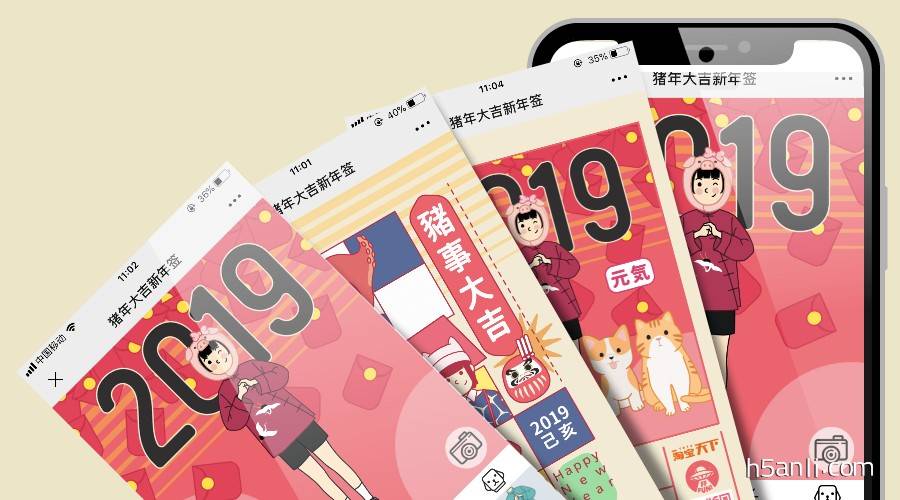 中国移动
11:02
36%
猪年大吉新年签
2019
11:01
40%
猪年大吉新年签
豬事大吉
2019
己亥
Happy
New
Year
11:04
35%
猪年大吉新年签
2019
元気
淘宝天下
猪年大吉新年签
2019
h5anli.com